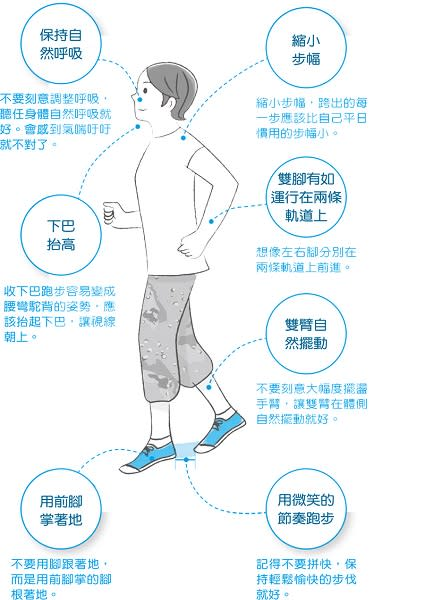 保持自
然呼吸
不要刻意調整呼吸，
聽任身體自然呼吸就
好。會感到氣喘吁吁
就不對了。
縮小
步幅
縮小步幅，跨出的每
一步應該比自己平日
慣用的步幅小。
下巴
抬高
收下巴跑步容易變成
腰彎駝背的姿勢，應
該抬起下巴，讓視線
朝上。
雙腳有如
運行在兩條
軌道上
想像左右腳分別在
兩條軌道上前進。
雙臂自
然擺動
不要刻意大幅度擺盪
手臂，讓雙臂在體側
自然擺動就好。
用前腳
掌著地
不要用腳跟著地，
而是用前腳掌的腳
根著地。
用微笑的
節奏跑步
記得不要拼快，保
持輕鬆愉快的步伐
就好。